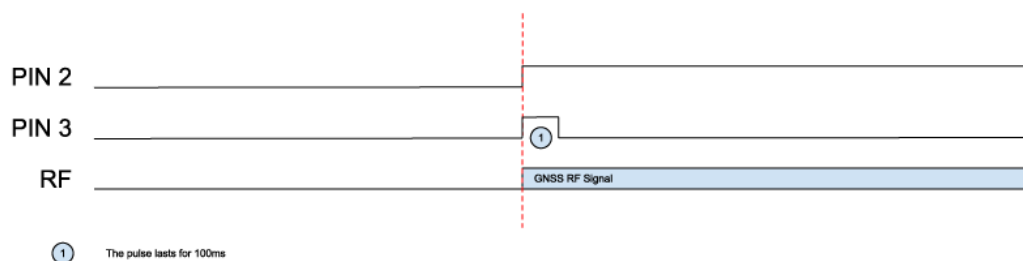 PIN 2
PIN 3
1
RF
GNSS RF Signal
1 The pulse lasts for 100ms